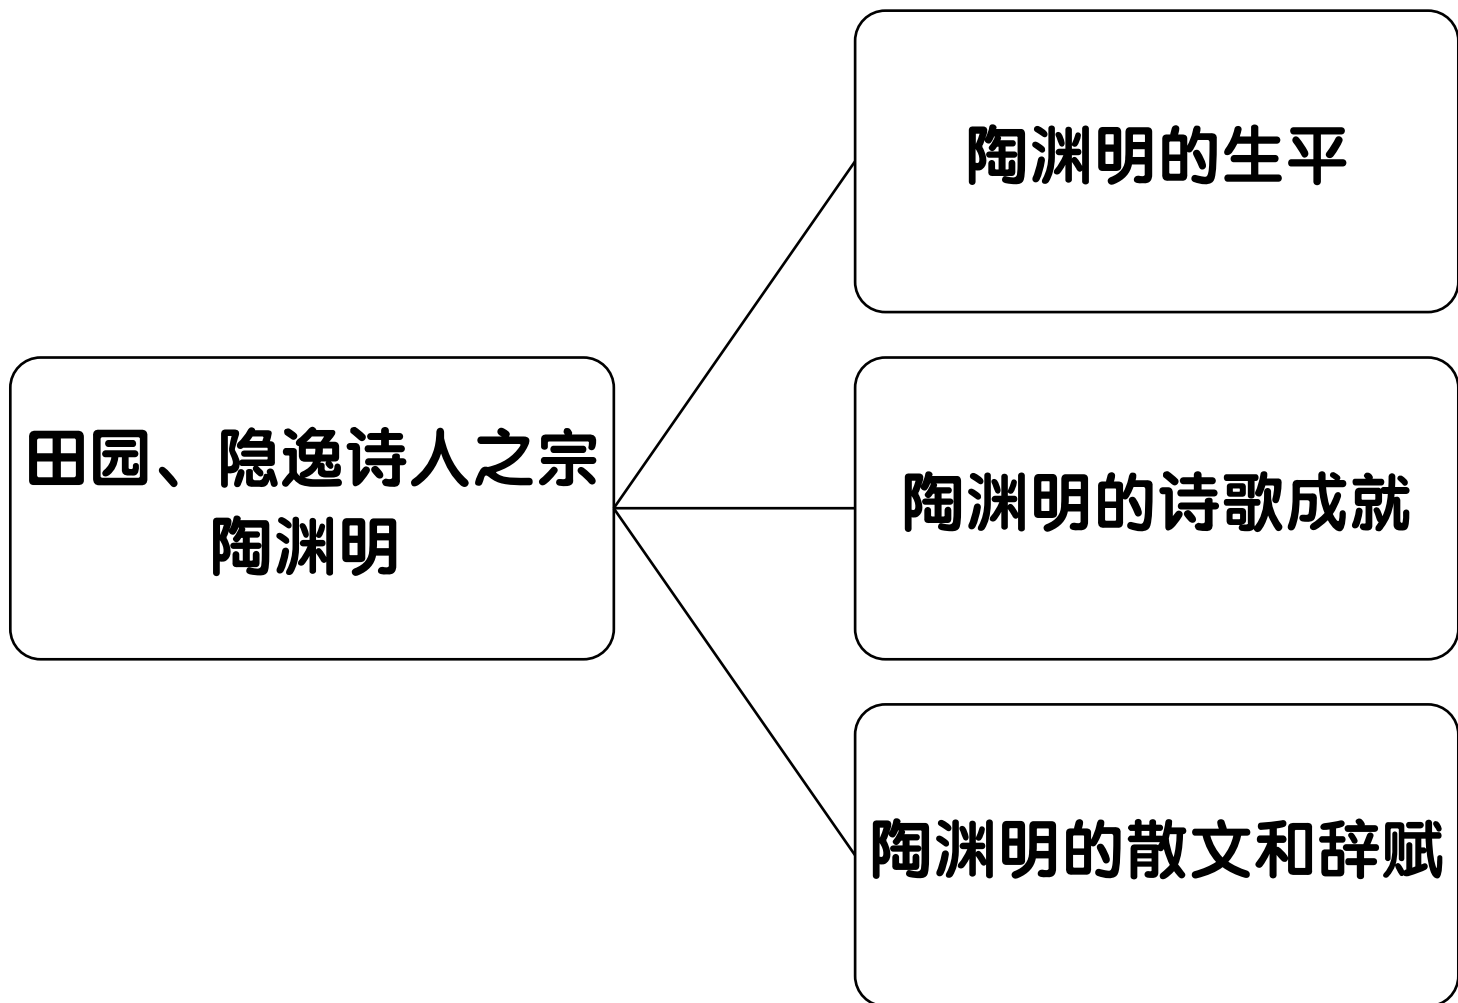 田园、隐逸诗人之宗
陶渊明
陶渊明的生平
陶渊明的诗歌成就
陶渊明的散文和辞赋